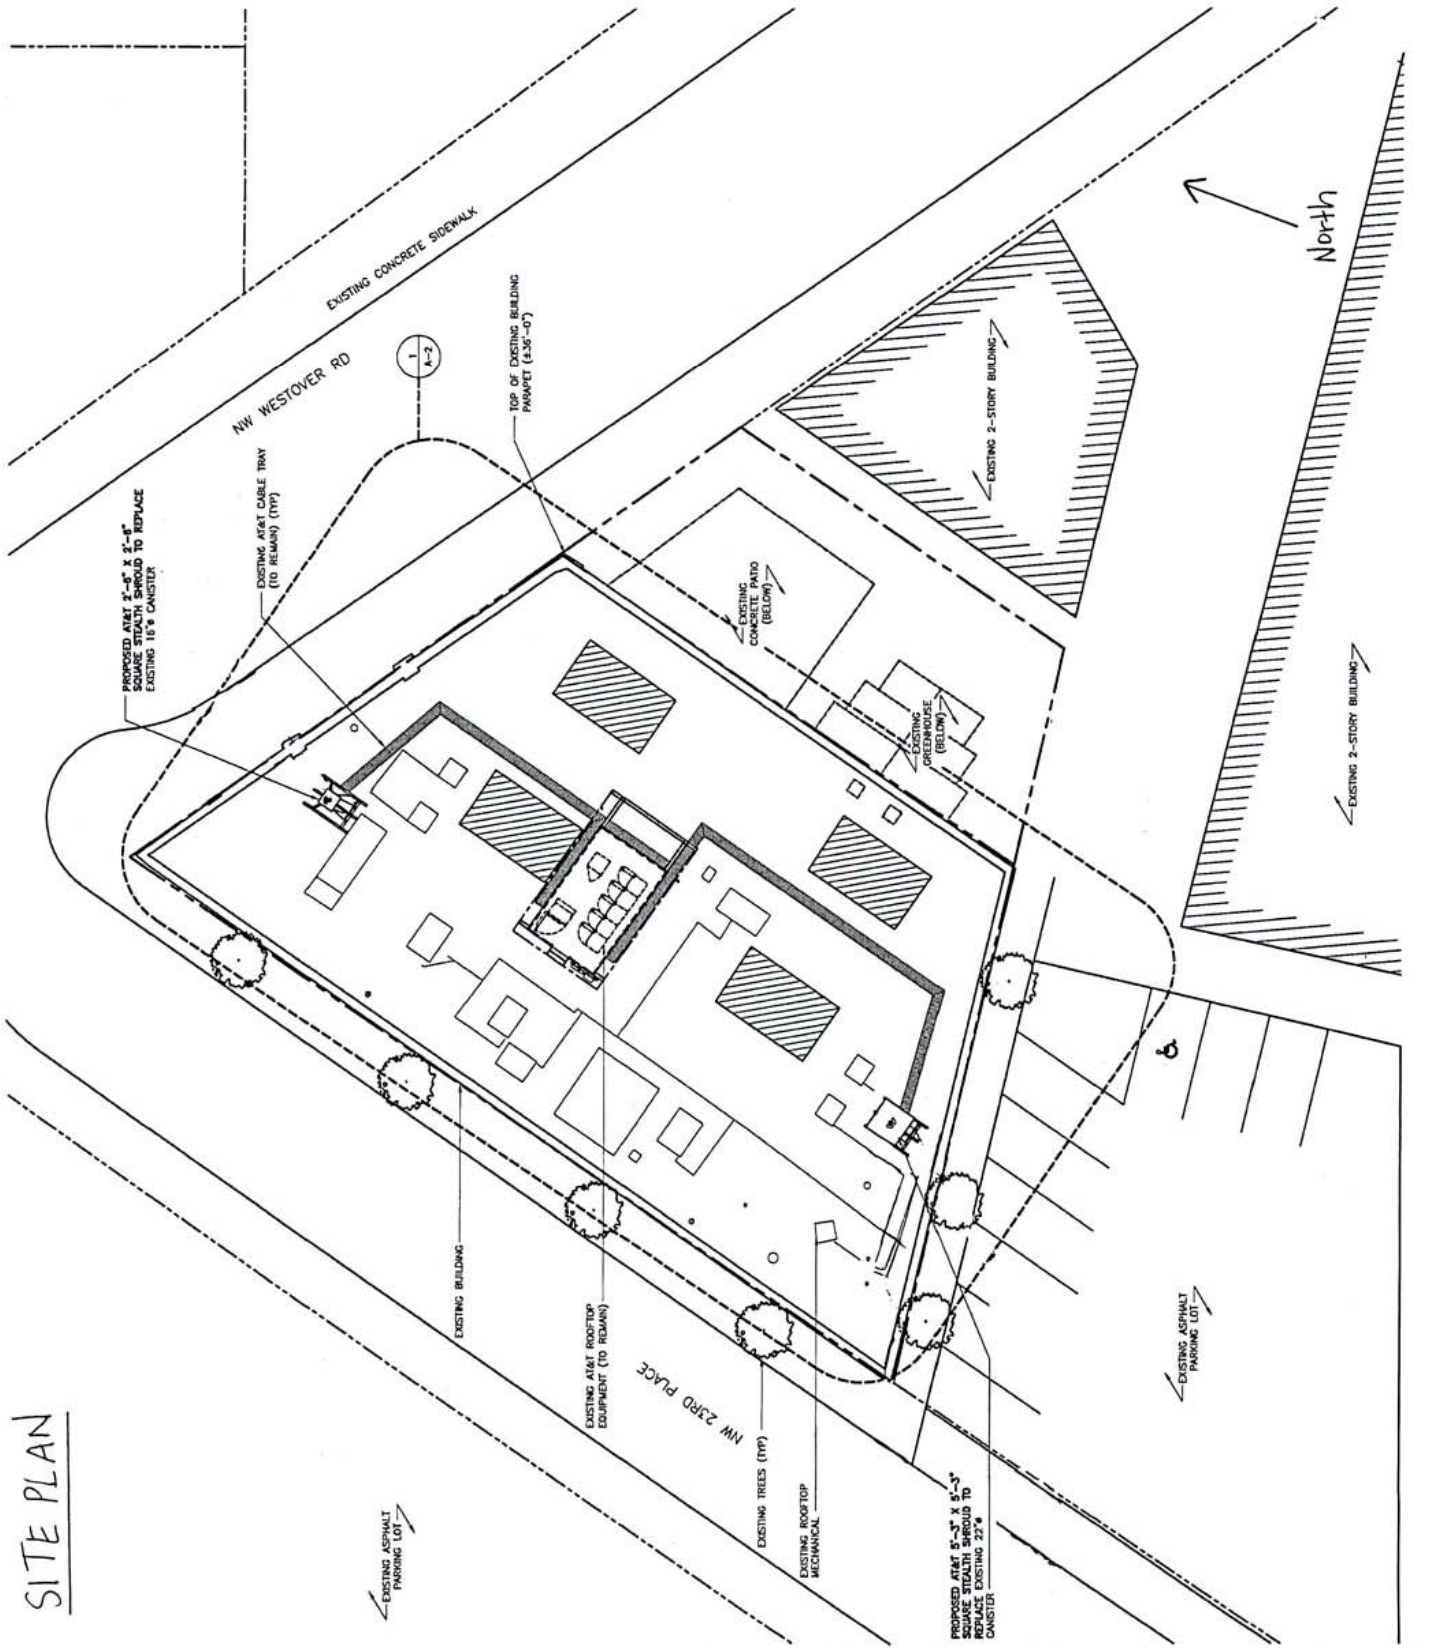 SITE PLAN
PROPOSED AT&T 2'-6" X 2'-6"
SQUARE STEALTH SHROUD TO REPLACE
EXISTING 16"ø CANISTER
EXISTING AT&T CABLE TRAY
(TO REMAIN) (TYP)
NW WESTOVER RD
EXISTING CONCRETE SIDEWALK
1
A-2
TOP OF EXISTING BUILDING
PARAPET (±36'-0")
EXISTING
CONCRETE PATIO
(BELOW)
EXISTING
GREENHOUSE
(BELOW)
EXISTING 2-STORY BUILDING
North
EXISTING 2-STORY BUILDING
EXISTING BUILDING
EXISTING AT&T ROOFTOP
EQUIPMENT (TO REMAIN)
NW 23RD PLACE
EXISTING TREES (TYP)
EXISTING ROOFTOP
MECHANICAL
EXISTING ASPHALT
PARKING LOT
PROPOSED AT&T 5'-3" X 5'-3"
SQUARE STEALTH SHROUD TO
REPLACE EXISTING 22"ø
CANISTER
EXISTING ASPHALT
PARKING LOT